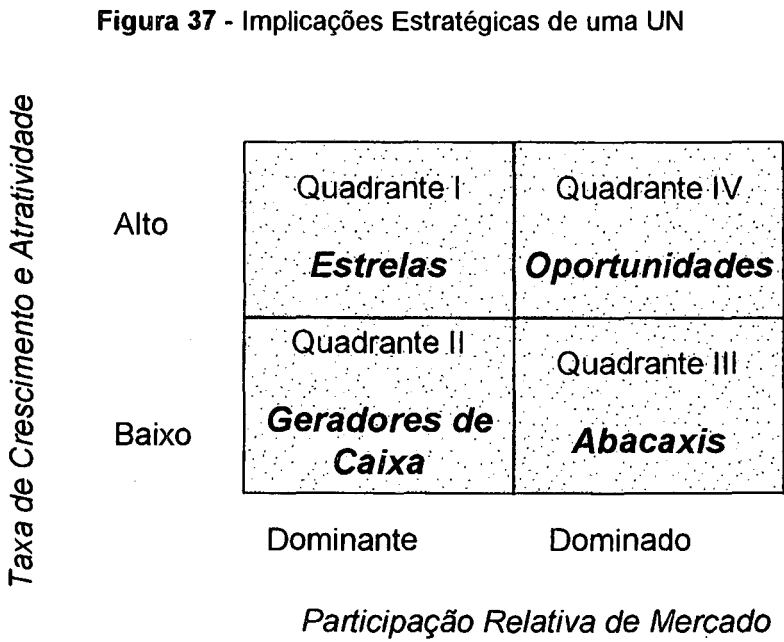 Figura 37 - Implicações Estratégicas de uma UN
Taxa de Crescimento e Atratividade
Alto
Quadrante I
Estrelas
Quadrante IV
Oportunidades
Baixo
Quadrante II
Geradores de
Caixa
Quadrante III
Abacaxis
Dominante
Dominado
Participação Relativa de Mercado